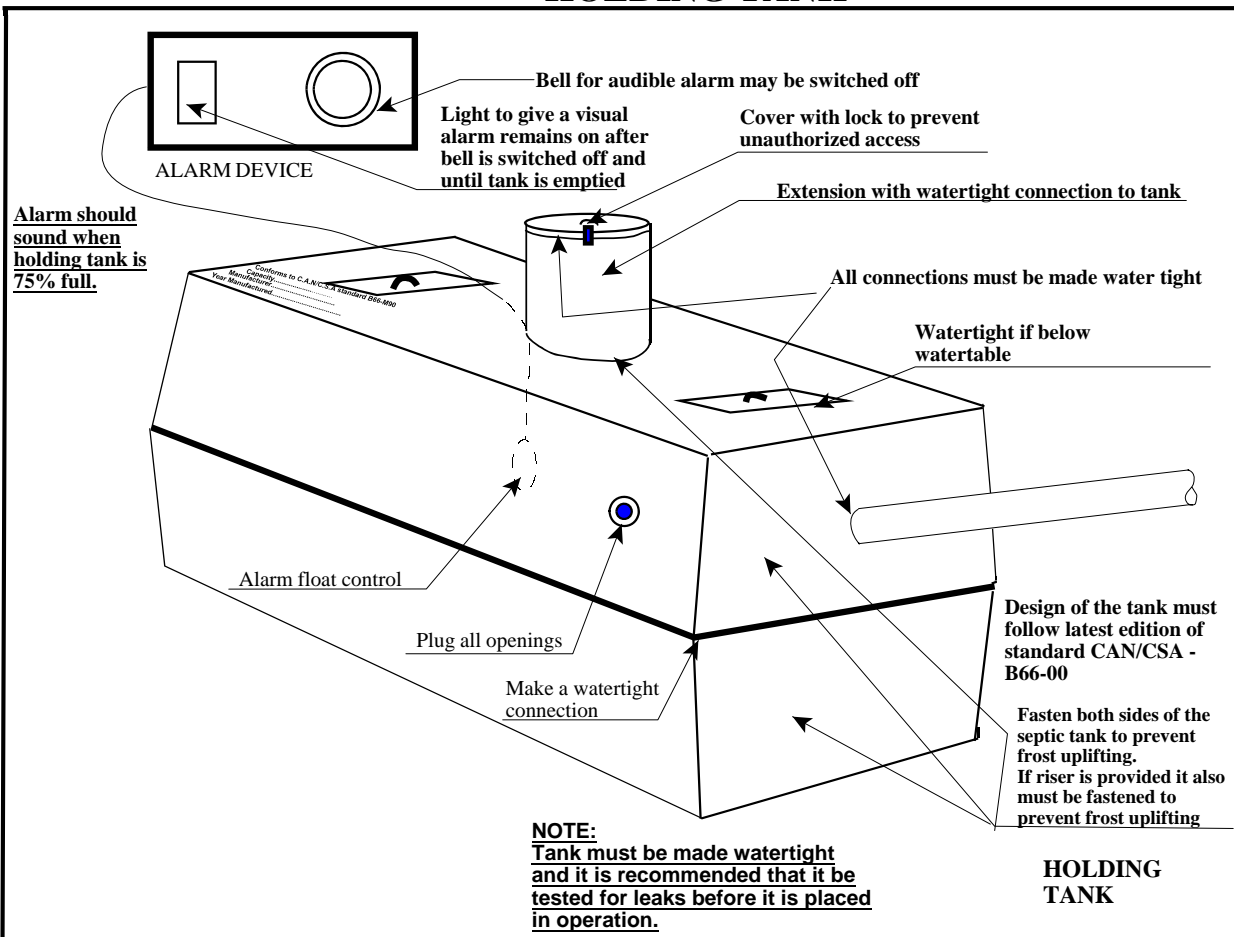 HOLDING TANK
Bell for audible alarm may be switched off
Light to give a visual
alarm remains on after
bell is switched off and
until tank is emptied
Cover with lock to prevent
unauthorized access
ALARM DEVICE
Extension with watertight connection to tank
Alarm should
sound when
holding tank is
75% full.
Conforms to C.A.N/C.S.A standard B66-M90
Capacity......................
Manufacturer......................
Year Manufactured......................
All connections must be made water tight
Watertight if below
watertable
Alarm float control
Plug all openings
Make a watertight
connection
Design of the tank must
follow latest edition of
standard CAN/CSA -
B66-00
Fasten both sides of the
septic tank to prevent
frost uplifting.
If riser is provided it also
must be fastened to
prevent frost uplifting
NOTE:
Tank must be made watertight
and it is recommended that it be
tested for leaks before it is placed
in operation.
HOLDING
TANK